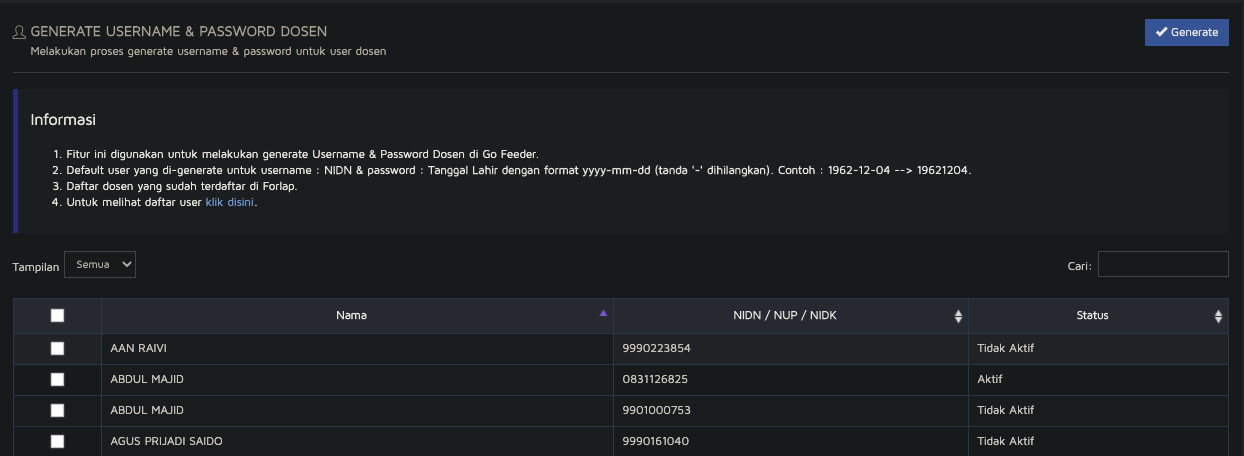 GENERATE USERNAME & PASSWORD DOSEN
Generate
Melakukan proses generate username & password untuk user dosen
Informasi
1. Fitur ini digunakan untuk melakukan generate Username & Password Dosen di Go Feeder.
2. Default user yang di-generate untuk username : NIDN & password : Tanggal Lahir dengan format yyyy-mm-dd (tanda '-' dihilangkan). Contoh : 1962-12-04 --> 19621204.
3. Daftar dosen yang sudah terdaftar di Forlap.
4. Untuk melihat daftar user klik disini.
Tampilan Semua Cari:
Nama NIDN / NUP / NIDK Status
AAN RAIVI 9990223854 Tidak Aktif
ABDUL MAJID 0831126825 Aktif
ABDUL MAJID 9901000753 Tidak Aktif
AGUS PRIJADI SAIDO 9990161040 Tidak Aktif